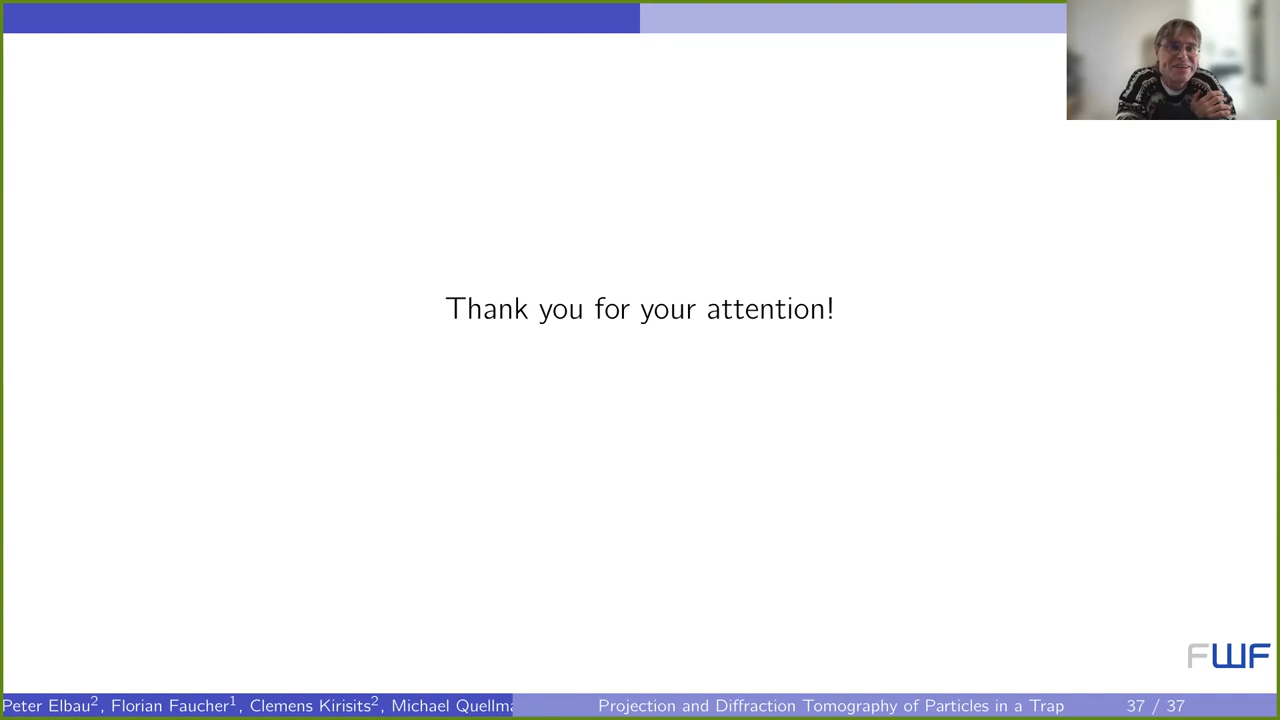 Thank you for your attention!
FWF
Peter Elbau², Florian Faucher¹, Clemens Kirisits², Michael Quellma
Projection and Diffraction Tomography of Particles in a Trap
37 / 37